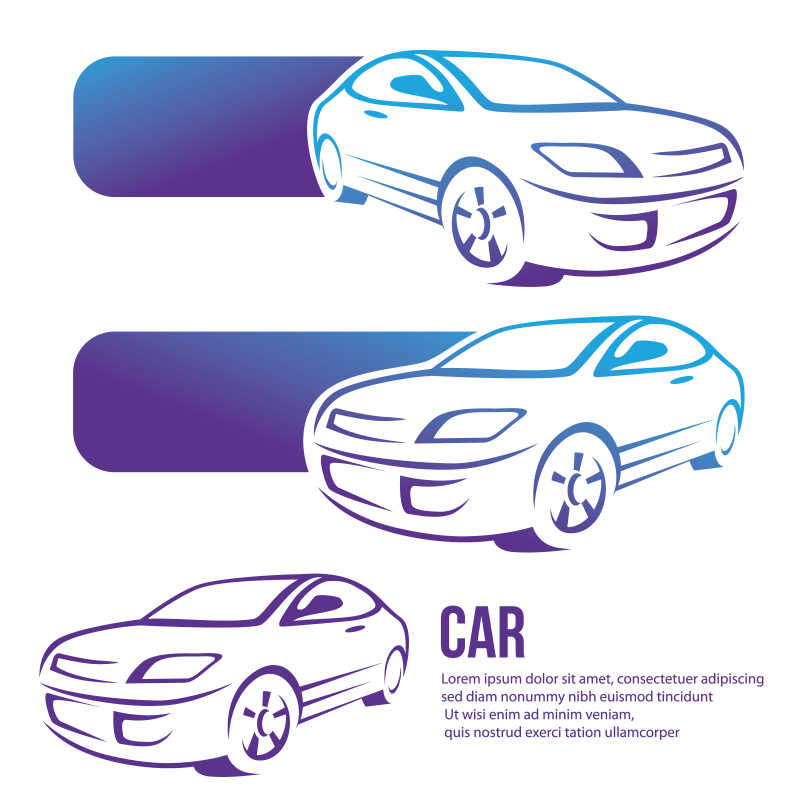 CAR
Lorem ipsum dolor sit amet, consectetuer adipiscing
sed diam nonummy nibh euismod tincidunt
Ut wisi enim ad minim veniam,
quis nostrud exerci tation ullamcorper